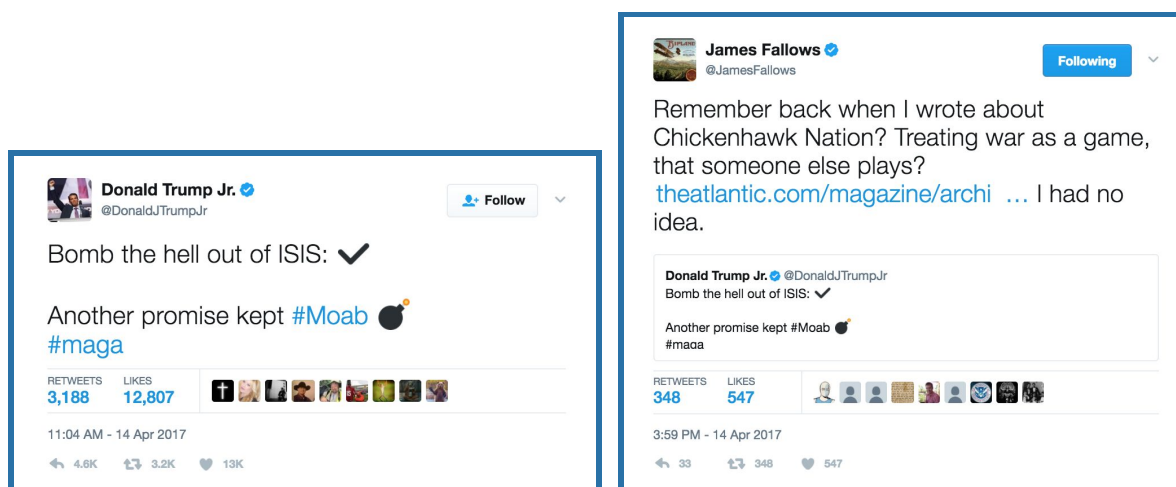 Donald Trump Jr.
@DonaldJTrumpJr
Follow
Bomb the hell out of ISIS: ✔
Another promise kept #Moab 💣
#maga
RETWEETS LIKES
3,188 12,807
11:04 AM - 14 Apr 2017
4.6K 3.2K 13K
James Fallows
@JamesFallows
Following
Remember back when I wrote about
Chickenhawk Nation? Treating war as a game,
that someone else plays?
theatlantic.com/magazine/archi … I had no
idea.
Donald Trump Jr. @DonaldJTrumpJr
Bomb the hell out of ISIS: ✔
Another promise kept #Moab 💣
#maga
RETWEETS LIKES
348 547
3:59 PM - 14 Apr 2017
33 348 547